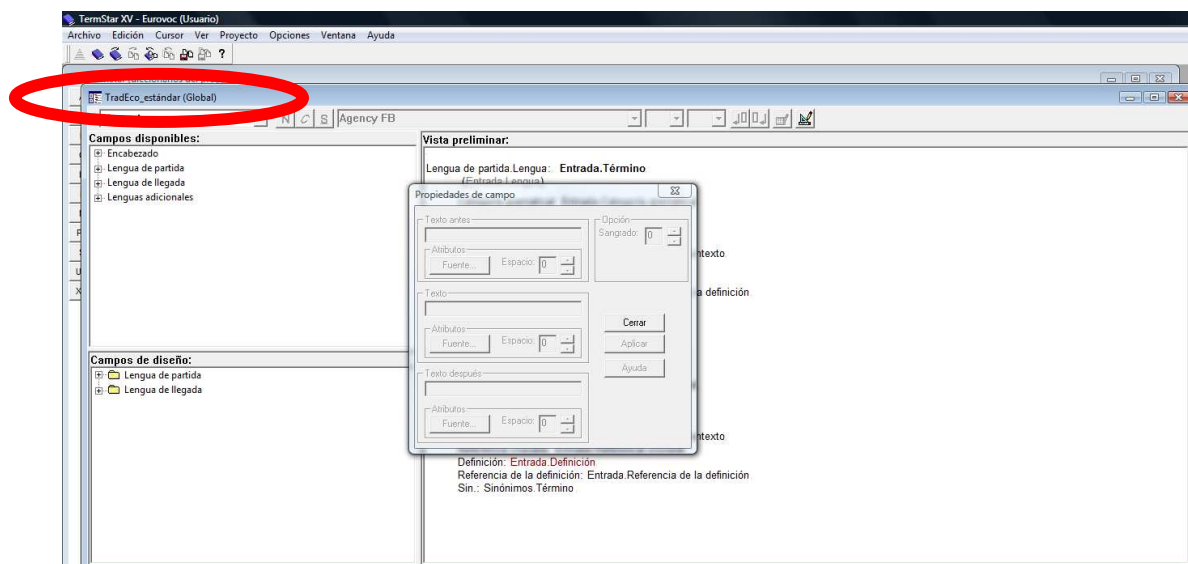 TermStar XV - Eurovoc (Usuario)
Archivo Edición Cursor Ver Proyecto Opciones Ventana Ayuda
?
TradEco_estándar (Global)
N C S Agency FB
Campos disponibles:
Encabezado
Lengua de partida
Lengua de llegada
Lenguas adicionales
Campos de diseño:
Lengua de partida
Lengua de llegada
Vista preliminar:
Lengua de partida.Lengua: Entrada.Término
(Entrada.Lengua)
ntexto
a definición
ntexto
Definición: Entrada.Definición
Referencia de la definición: Entrada.Referencia de la definición
Sin.: Sinónimos.Término
Propiedades de campo
Texto antes
Atributos
Fuente... Espacio: 0
Opción
Sangrado: 0
Texto
Atributos
Fuente... Espacio: 0
Texto después
Atributos
Fuente... Espacio: 0
Cerrar
Aplicar
Ayuda